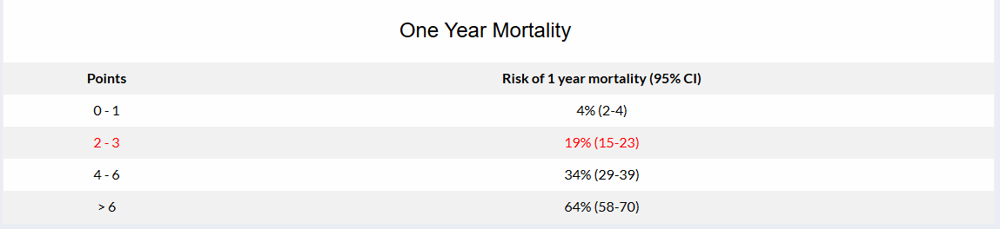 One Year Mortality
Points Risk of 1 year mortality (95% CI)
0 - 1 4% (2-4)
2 - 3 19% (15-23)
4 - 6 34% (29-39)
> 6 64% (58-70)